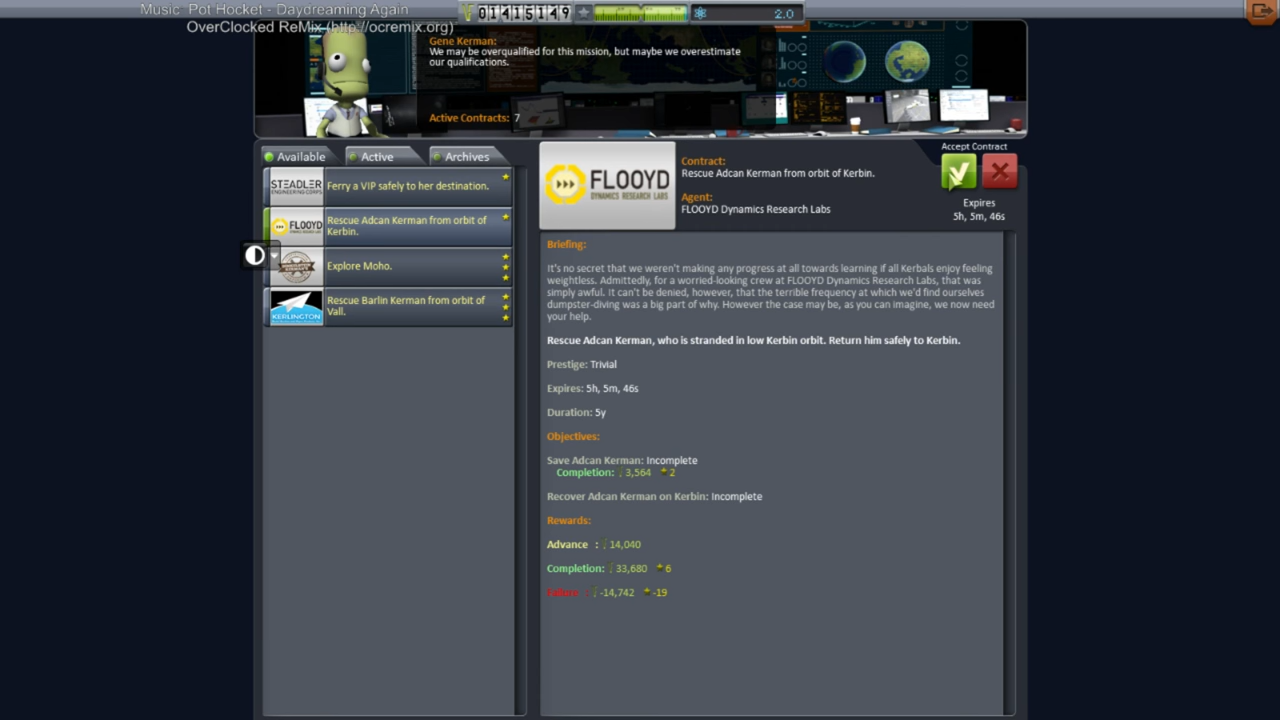 Music  Pot Hocket - Daydreaming Again
OverClocked ReMix (http://ocremix.org)
01415149
2.0
Gene Kerman:
We may be overqualified for this mission, but maybe we overestimate
our qualifications.
Active Contracts: 7
Available
Active
Archives
STEADLER
ENGINEERING CORPS
Ferry a VIP safely to her destination.
FLOOYD
Rescue Adcan Kerman from orbit of
Kerbin.
Explore Moho.
KERLINGTON
Rescue Barlin Kerman from orbit of
Vall.
FLOOYD
DYNAMICS RESEARCH LABS
Contract:
Rescue Adcan Kerman from orbit of Kerbin.
Agent:
FLOOYD Dynamics Research Labs
Accept Contract
Expires
5h, 5m, 46s
Briefing:
It's no secret that we weren't making any progress at all towards learning if all Kerbals enjoy feeling
weightless. Admittedly, for a worried-looking crew at FLOOYD Dynamics Research Labs, that was
simply awful. It can't be denied, however, that the terrible frequency at which we'd find ourselves
dumpster-diving was a big part of why. However the case may be, as you can imagine, we now need
your help.
Rescue Adcan Kerman, who is stranded in low Kerbin orbit. Return him safely to Kerbin.
Prestige: Trivial
Expires: 5h, 5m, 46s
Duration: 5y
Objectives:
Save Adcan Kerman: Incomplete
Completion: 3,564 2
Recover Adcan Kerman on Kerbin: Incomplete
Rewards:
Advance : 14,040
Completion: 33,680 6
Failure : -14,742 -19